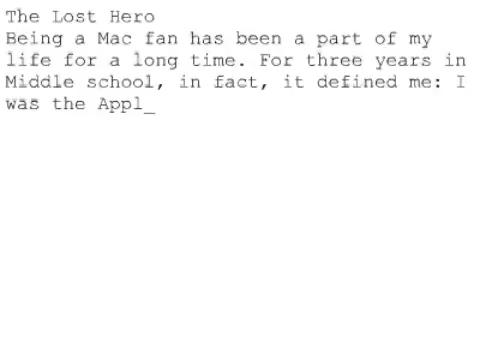 The Lost Hero
Being a Mac fan has been a part of my
life for a long time. For three years in
Middle school, in fact, it defined me: I
was the Appl_